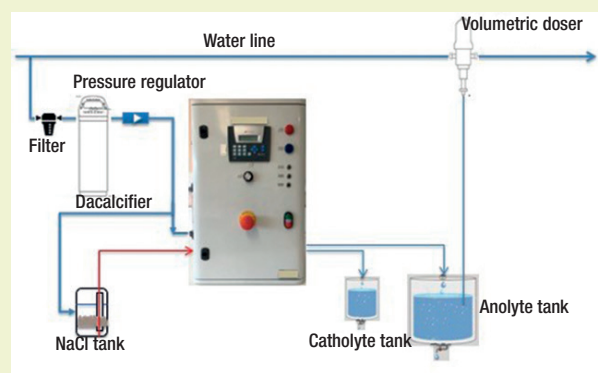 Volumetric doser
Water line
Pressure regulator
Filter
Dacalcifier
NaCl tank
Catholyte tank
Anolyte tank